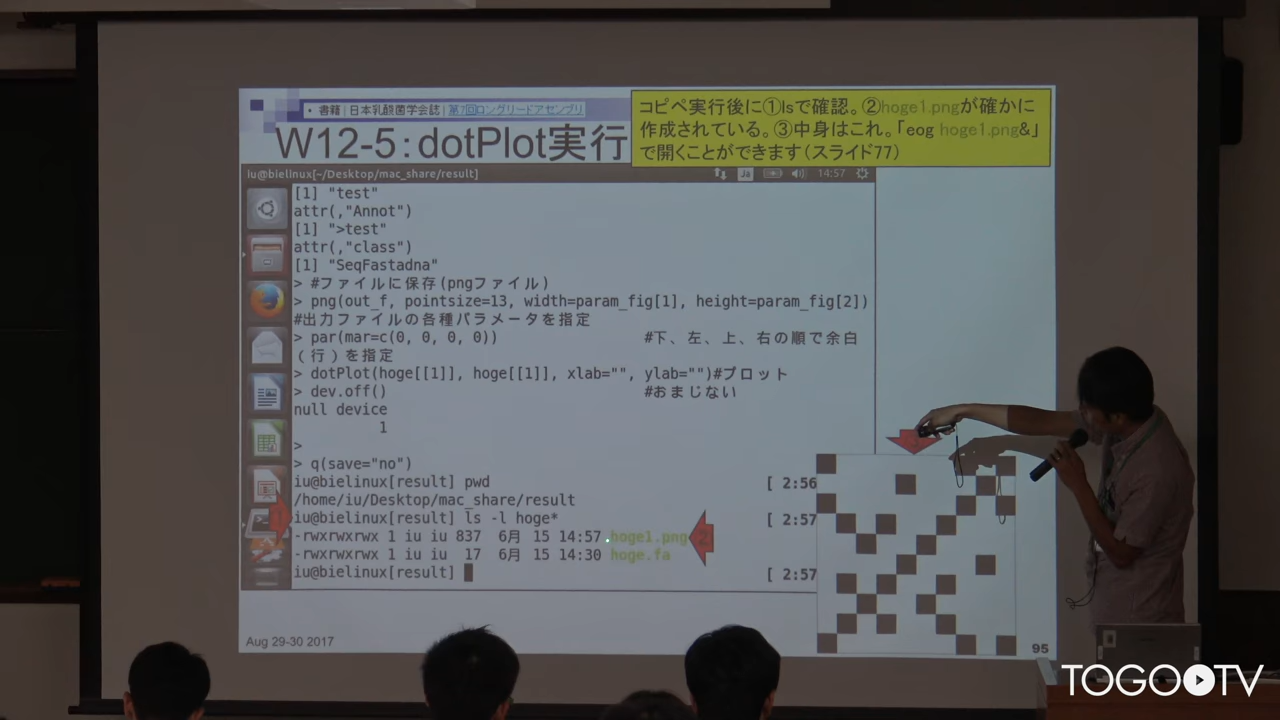 ・書籍 | 日本乳酸菌学会誌 | 第7回ロングリードアセンブリ
W12-5：dotPlot実行
コピペ実行後に①lsで確認。②hoge1.pngが確かに
作成されている。③中身はこれ。「eog hoge1.png&」
で開くことができます(スライド77)
iu@bielinux[~/Desktop/mac_share/result]
Ja
14:57
[1] "test"
attr(,"Annot")
[1] ">test"
attr(,"class")
[1] "SeqFastadna"
> #ファイルに保存(pngファイル)
> png(out_f, pointsize=13, width=param_fig[1], height=param_fig[2])
#出力ファイルの各種パラメータを指定
> par(mar=c(0, 0, 0, 0)) #下、左、上、右の順で余白
(行)を指定
> dotPlot(hoge[[1]], hoge[[1]], xlab="", ylab="")#プロット
> dev.off() #おまじない
null device
1
>
> q(save="no")
iu@bielinux[result] pwd [ 2:56
/home/iu/Desktop/mac_share/result
iu@bielinux[result] ls -l hoge* [ 2:57
-rwxrwxrwx 1 iu iu 837 6月 15 14:57 hoge1.png
-rwxrwxrwx 1 iu iu 17 6月 15 14:30 hoge.fa
iu@bielinux[result] [ 2:57
①
②
Aug 29-30 2017
95
TOGO TV